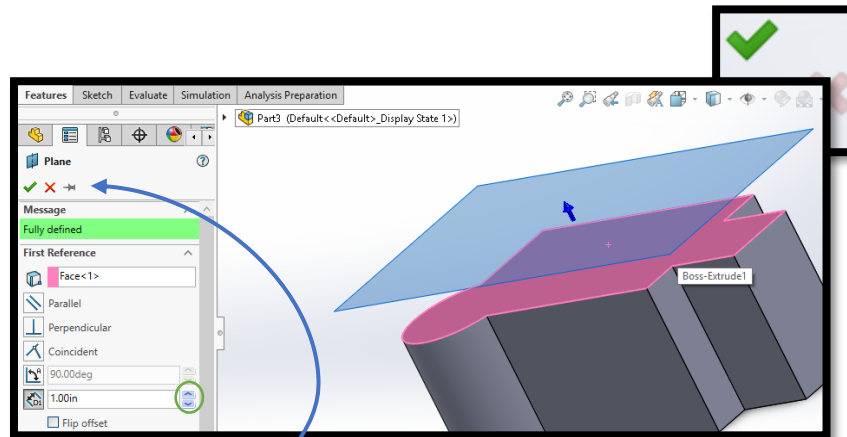 Features Sketch Evaluate Simulation Analysis Preparation
Part3 (Default<<Default>_Display State 1>)
Plane
Message
Fully defined
First Reference
Face<1>
Parallel
Perpendicular
Coincident
90.00deg
1.00in
Flip offset
Boss-Extrude1